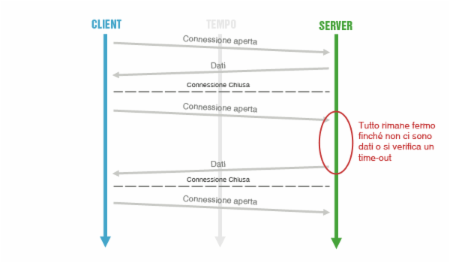 CLIENT
TEMPO
SERVER
Connessione aperta
Dati
Connessione Chiusa
Connessione aperta
Tutto rimane fermo
finché non ci sono
dati o si verifica un
time-out
Dati
Connessione Chiusa
Connessione aperta